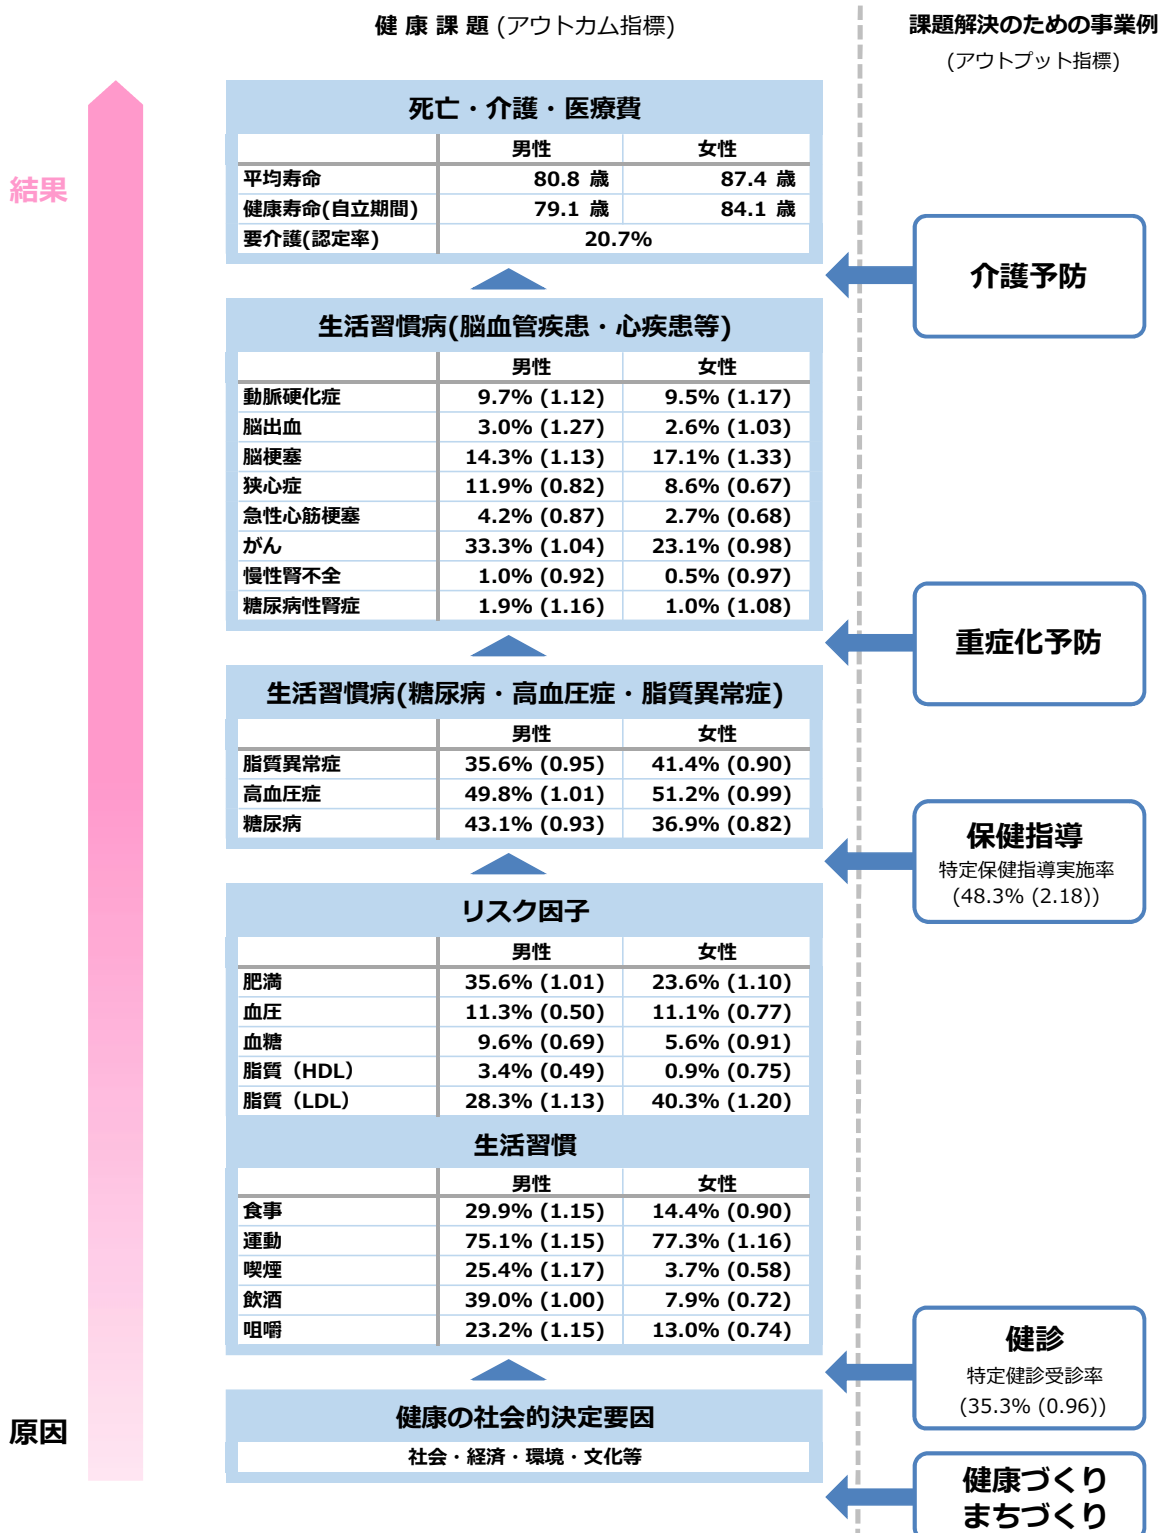 健康課題 (アウトカム指標)
課題解決のための事業例
(アウトプット指標)
結果
死亡・介護・医療費
男性 女性
平均寿命 80.8 歳 87.4 歳
健康寿命(自立期間) 79.1 歳 84.1 歳
要介護(認定率) 20.7%
介護予防
生活習慣病(脳血管疾患・心疾患等)
男性 女性
動脈硬化症 9.7% (1.12) 9.5% (1.17)
脳出血 3.0% (1.27) 2.6% (1.03)
脳梗塞 14.3% (1.13) 17.1% (1.33)
狭心症 11.9% (0.82) 8.6% (0.67)
急性心筋梗塞 4.2% (0.87) 2.7% (0.68)
がん 33.3% (1.04) 23.1% (0.98)
慢性腎不全 1.0% (0.92) 0.5% (0.97)
糖尿病性腎症 1.9% (1.16) 1.0% (1.08)
重症化予防
生活習慣病(糖尿病・高血圧症・脂質異常症)
男性 女性
脂質異常症 35.6% (0.95) 41.4% (0.90)
高血圧症 49.8% (1.01) 51.2% (0.99)
糖尿病 43.1% (0.93) 36.9% (0.82)
保健指導
特定保健指導実施率
(48.3% (2.18))
リスク因子
男性 女性
肥満 35.6% (1.01) 23.6% (1.10)
血圧 11.3% (0.50) 11.1% (0.77)
血糖 9.6% (0.69) 5.6% (0.91)
脂質（HDL） 3.4% (0.49) 0.9% (0.75)
脂質（LDL） 28.3% (1.13) 40.3% (1.20)
生活習慣
男性 女性
食事 29.9% (1.15) 14.4% (0.90)
運動 75.1% (1.15) 77.3% (1.16)
喫煙 25.4% (1.17) 3.7% (0.58)
飲酒 39.0% (1.00) 7.9% (0.72)
咀嚼 23.2% (1.15) 13.0% (0.74)
健診
特定健診受診率
(35.3% (0.96))
原因
健康の社会的決定要因
社会・経済・環境・文化等
健康づくり
まちづくり